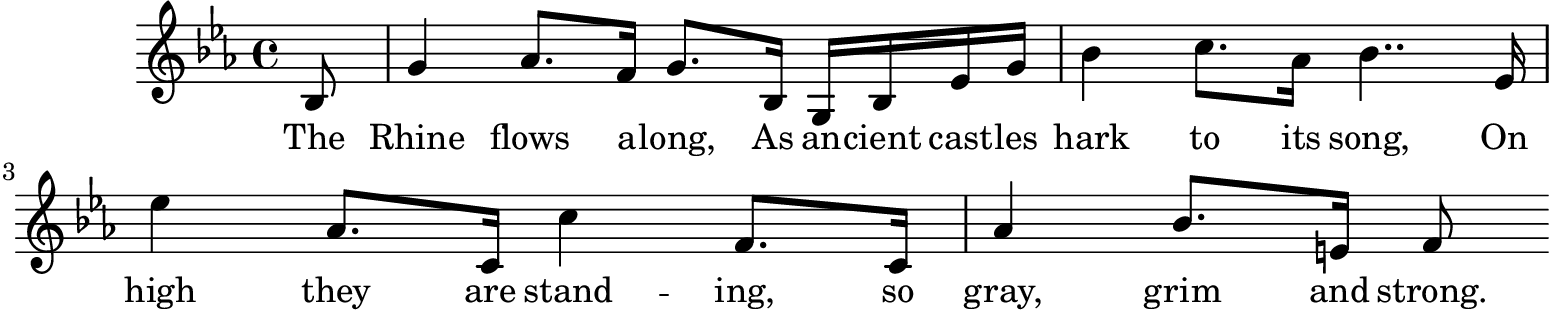 The Rhine flows along, As ancient castles hark to its song, On
3
high they are stand - ing, so gray, grim and strong.